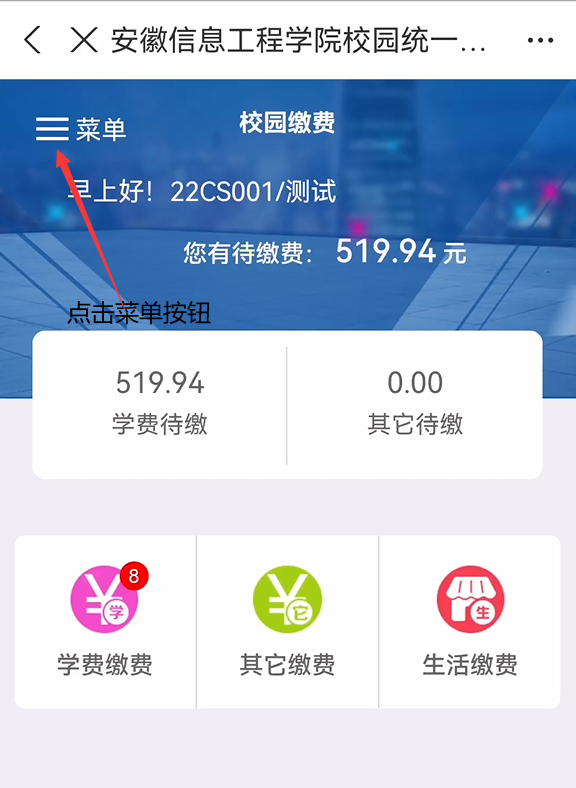 安徽信息工程学院校园统一...
菜单
校园缴费
早上好！22CS001/测试
您有待缴费： 519.94 元
点击菜单按钮
519.94
0.00
学费待缴
其它待缴
8
学
它
生
学费缴费
其它缴费
生活缴费